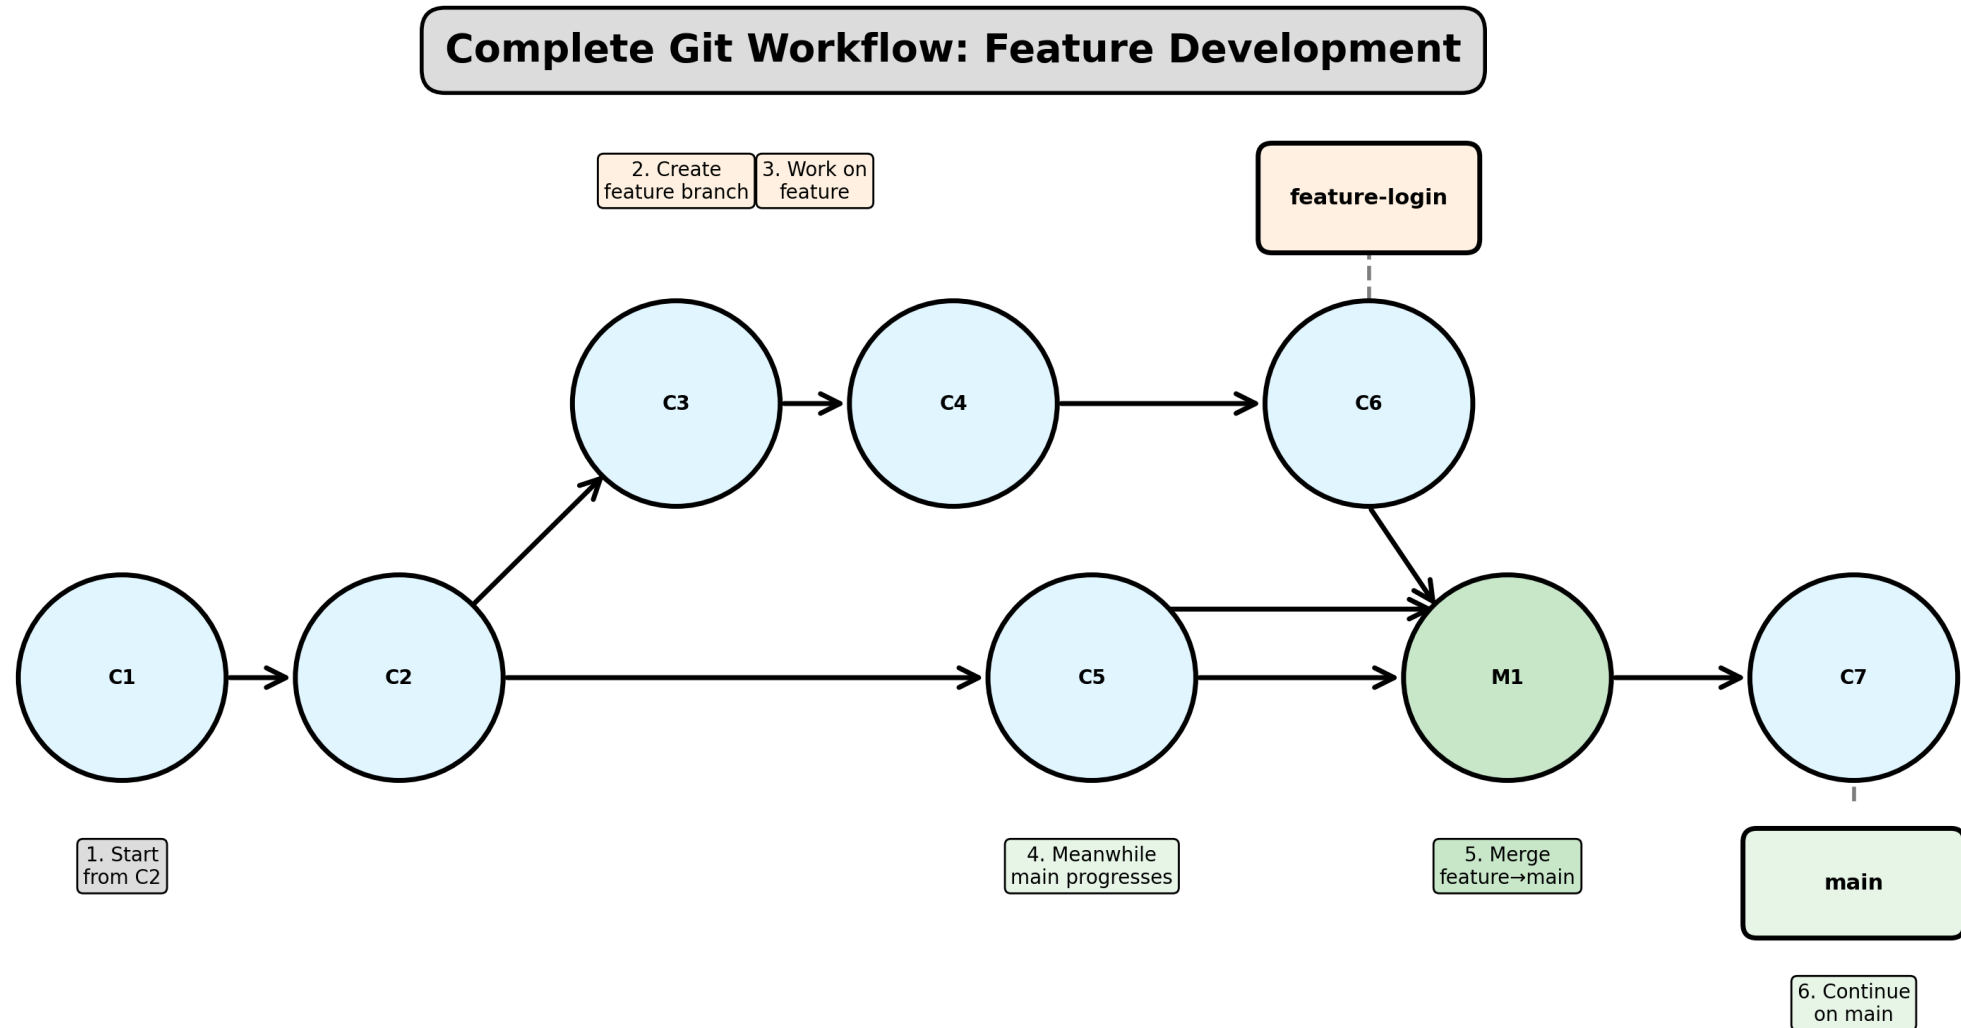 Complete Git Workflow: Feature Development
2. Create
feature branch
3. Work on
feature
feature-login
C3
C4
C6
C1
C2
C5
M1
C7
1. Start
from C2
4. Meanwhile
main progresses
5. Merge
feature→main
main
6. Continue
on main